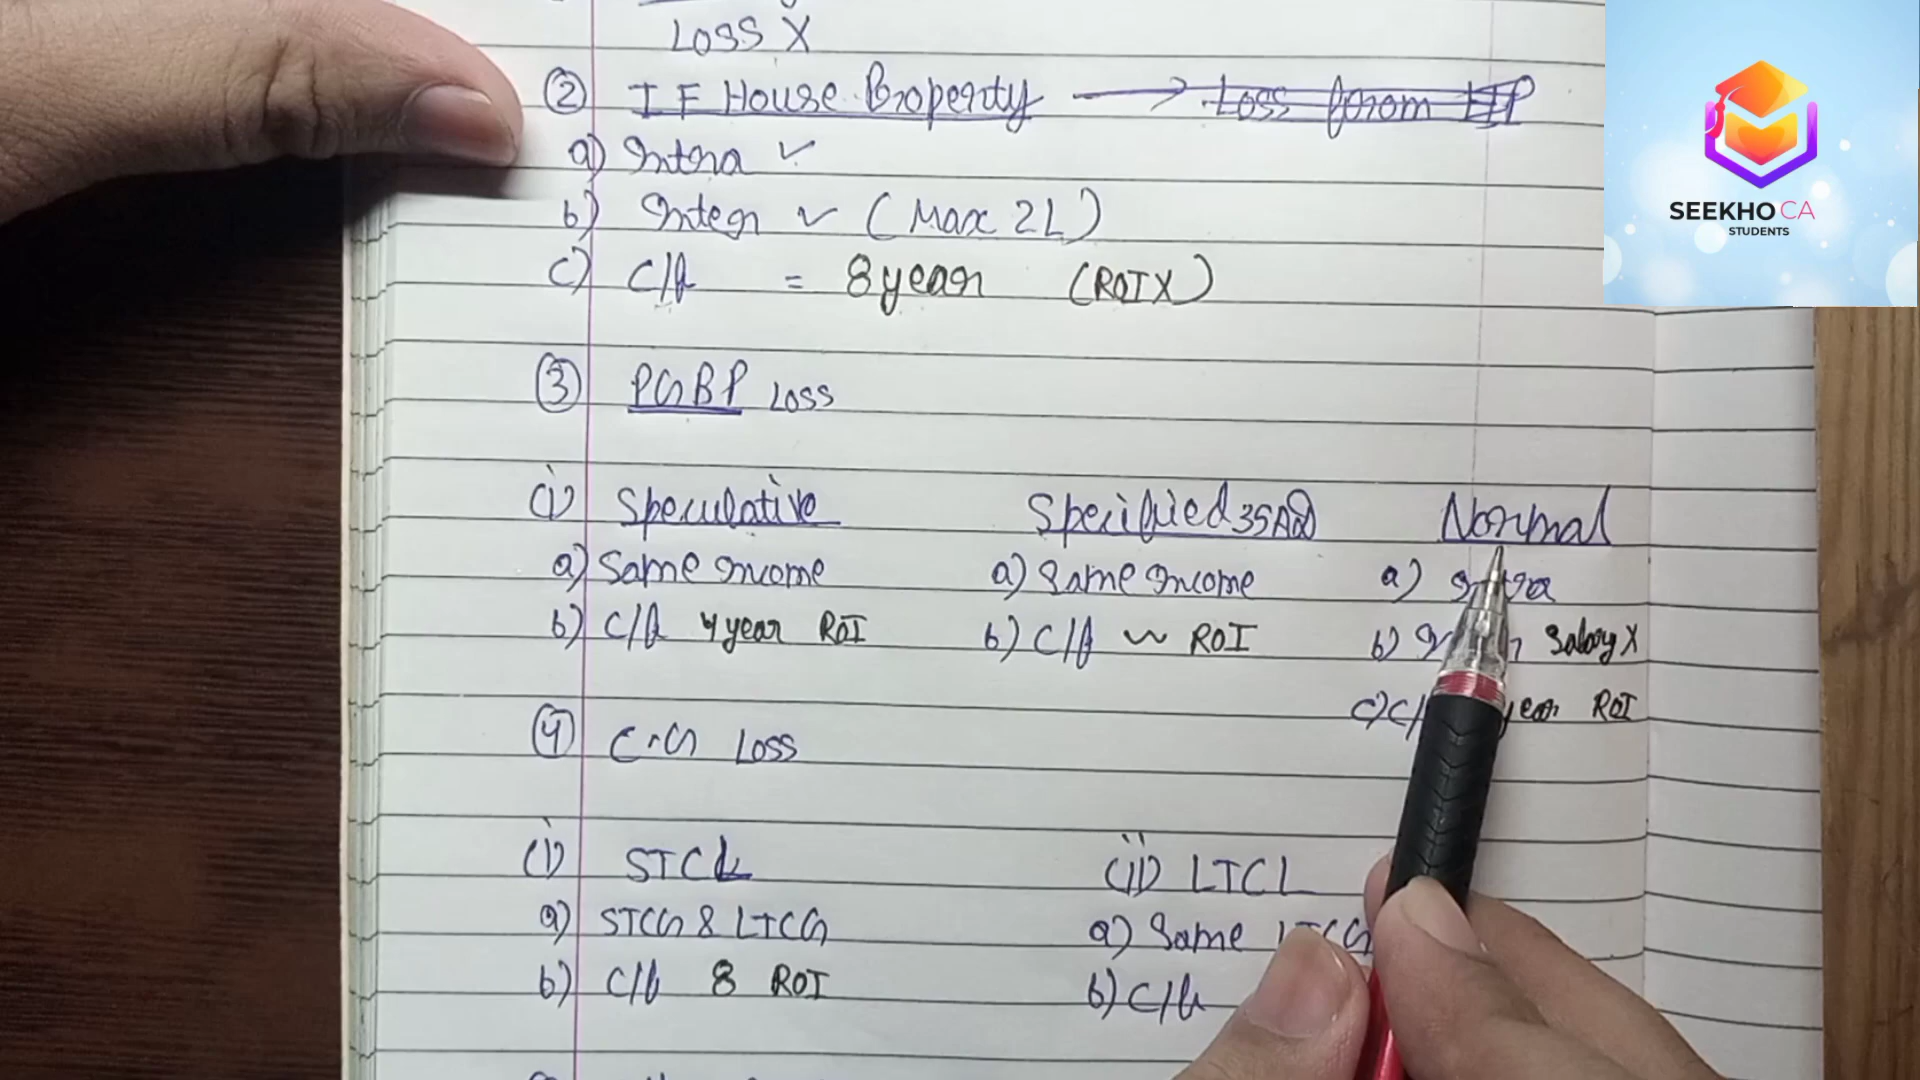 Loss X
② I F House Property → Loss from HP
a) Intra ✓
b) Inter ✓ (Max 2L)
c) C/f = 8 year (ROI X)
③ PGBP Loss
(i) Speculative Specified 35AD Normal
a) Same Income a) Same Income a)
b) C/f 4 year ROI b) C/f ~ ROI b) Salary X
c) year ROI
④ C.G Loss
(i) STCL (ii) LTCL
a) STCG & LTCG a) Same LTCG
b) C/f 8 ROI b) C/f
SEEKHO CA
STUDENTS